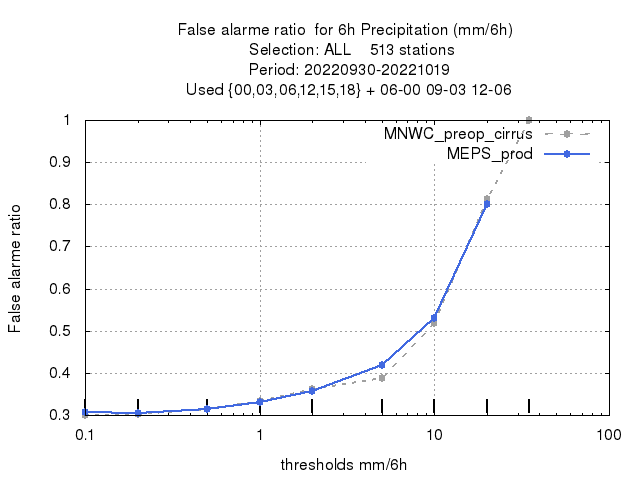 False alarme ratio  for 6h Precipitation (mm/6h)
Selection: ALL    513 stations
Period: 20220930-20221019
Used {00,03,06,12,15,18} + 06-00 09-03 12-06
MNWC_preop_cirrus
MEPS_prod
1
0.9
0.8
0.7
0.6
0.5
0.4
0.3
False alarme ratio
0.1 1 10 100
thresholds mm/6h